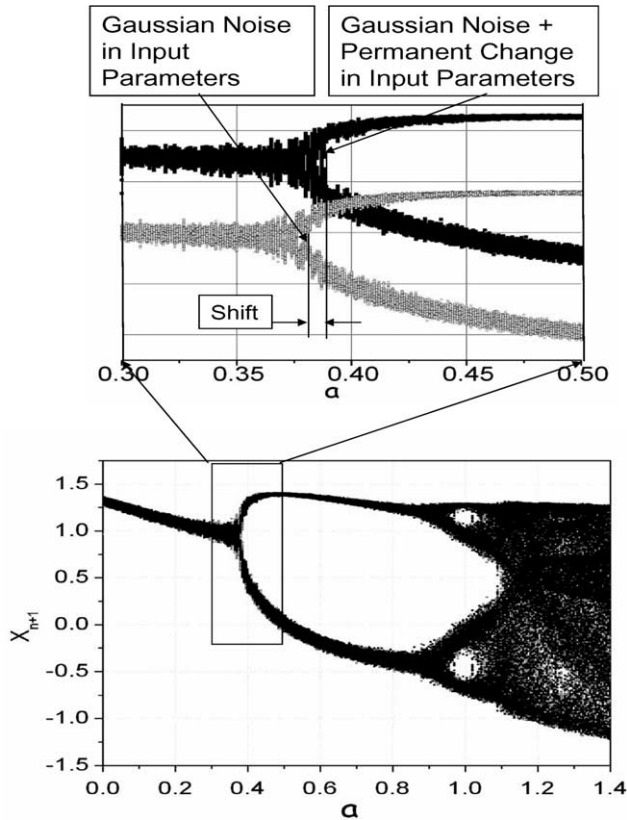 Gaussian Noise
in Input
Parameters
Gaussian Noise +
Permanent Change
in Input Parameters
Shift
0.30 0.35 0.40 0.45 0.50
a
1.5
1.0
0.5
0.0
-0.5
-1.0
-1.5
Xn+1
0.0 0.2 0.4 0.6 0.8 1.0 1.2 1.4
a